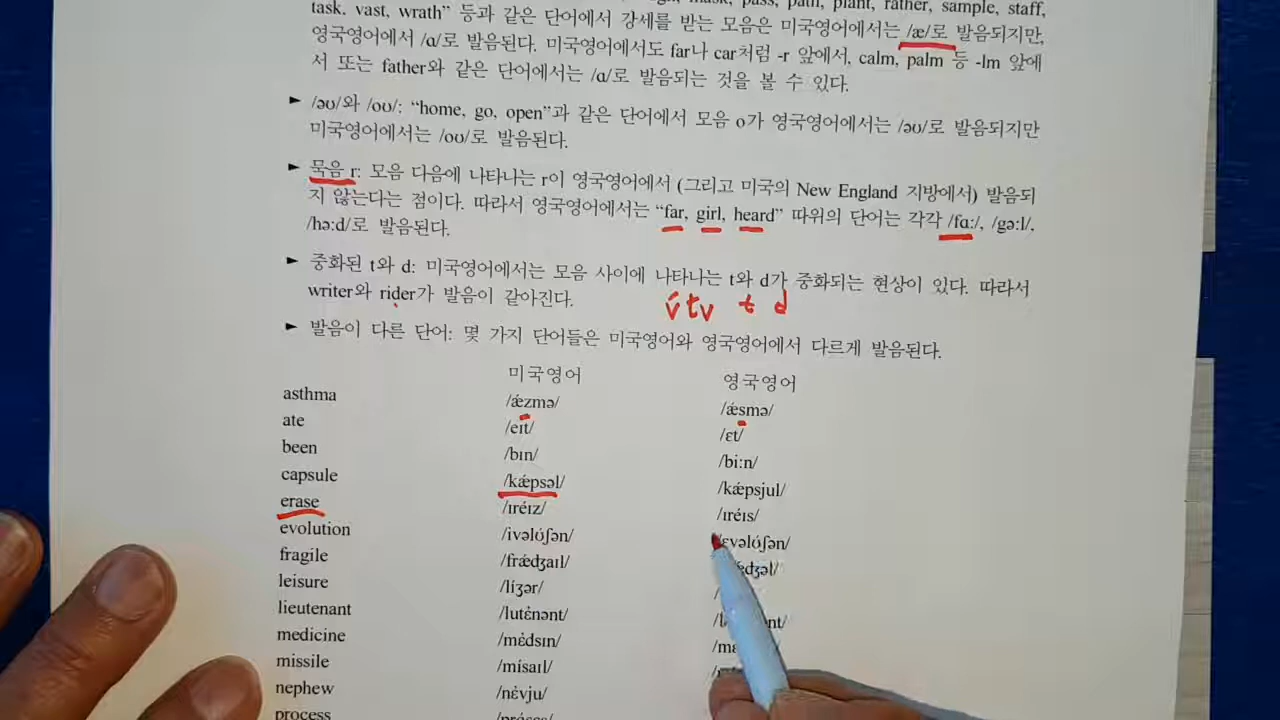 mask, pass, path, plant, rather, sample, staff,
task, vast, wrath” 등과 같은 단어에서 강세를 받는 모음은 미국영어에서는 /æ/로 발음되지만,
영국영어에서 /ɑ/로 발음된다. 미국영어에서도 far나 car처럼 -r 앞에서, calm, palm 등 -lm 앞에
서 또는 father와 같은 단어에서는 /ɑ/로 발음되는 것을 볼 수 있다.
► /əʊ/와 /oʊ/: “home, go, open”과 같은 단어에서 모음 o가 영국영어에서는 /əʊ/로 발음되지만
미국영어에서는 /oʊ/로 발음된다.
► 묵음 r: 모음 다음에 나타나는 r이 영국영어에서 (그리고 미국의 New England 지방에서) 발음되
지 않는다는 점이다. 따라서 영국영어에서는 “far, girl, heard” 따위의 단어는 각각 /fɑː/, /gəːl/,
/həːd/로 발음된다.
► 중화된 t와 d: 미국영어에서는 모음 사이에 나타나는 t와 d가 중화되는 현상이 있다. 따라서
writer와 rider가 발음이 같아진다.
v́ t v t d
► 발음이 다른 단어: 몇 가지 단어들은 미국영어와 영국영어에서 다르게 발음된다.
미국영어 영국영어
asthma /ǽzmə/ /ǽsmə/
ate /eɪt/ /ɛt/
been /bɪn/ /biːn/
capsule /kǽpsəl/ /kǽpsjul/
erase /ɪréɪz/ /ɪréɪs/
evolution /ivəlúʃən/ /ɛvəlúʃən/
fragile /frǽdʒaɪl/
leisure /líʒər/
lieutenant /lutɛ́nənt/
medicine /mɛ́dsɪn/
missile /mísaɪl/
nephew /nɛ́vju/
process